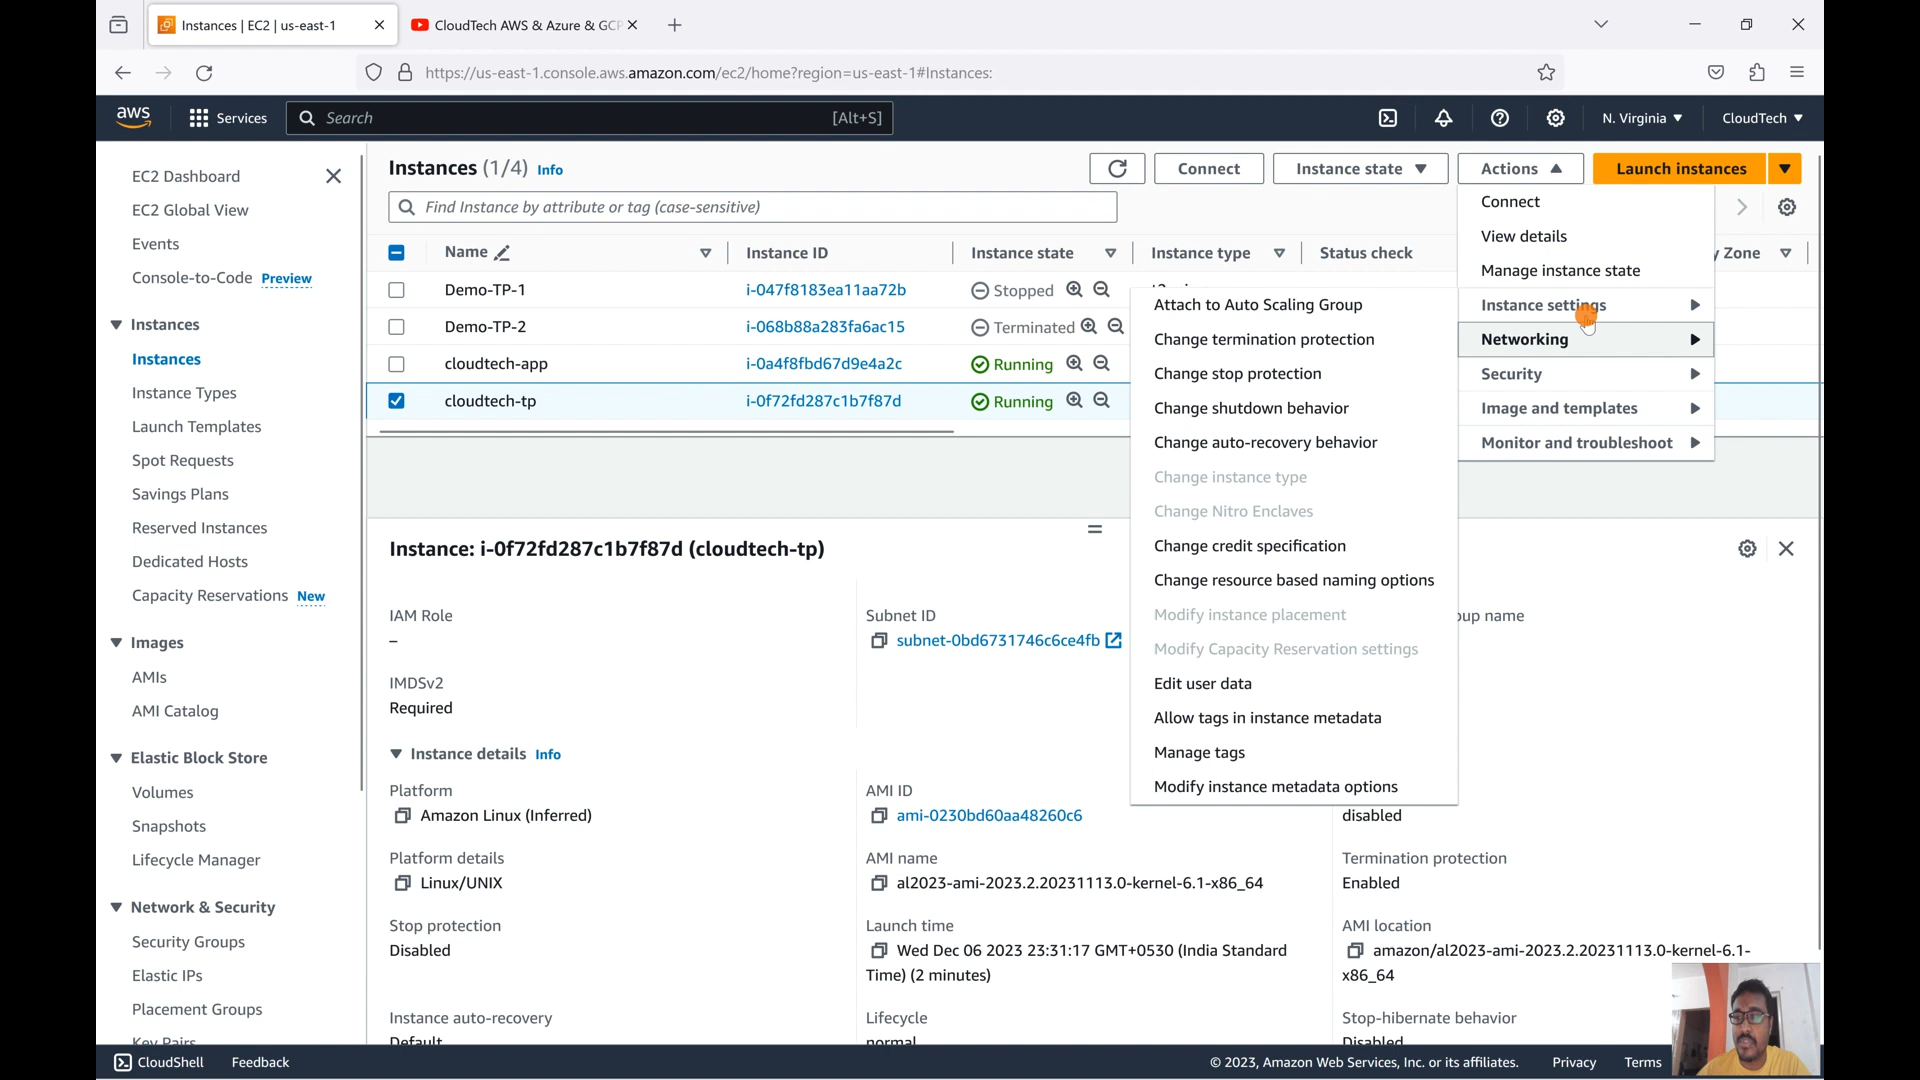 Instances | EC2 | us-east-1
CloudTech AWS & Azure & GCP
https://us-east-1.console.aws.amazon.com/ec2/home?region=us-east-1#Instances:
aws
Services
Search
[Alt+S]
N. Virginia
CloudTech
EC2 Dashboard
EC2 Global View
Events
Console-to-Code Preview
Instances
Instances
Instance Types
Launch Templates
Spot Requests
Savings Plans
Reserved Instances
Dedicated Hosts
Capacity Reservations New
Images
AMIs
AMI Catalog
Elastic Block Store
Volumes
Snapshots
Lifecycle Manager
Network & Security
Security Groups
Elastic IPs
Placement Groups
Key Pairs
Instances (1/4) Info
Connect
Instance state
Actions
Launch instances
Find Instance by attribute or tag (case-sensitive)
Name
Instance ID
Instance state
Instance type
Status check
y Zone
Demo-TP-1
i-047f8183ea11aa72b
Stopped
Demo-TP-2
i-068b88a283fa6ac15
Terminated
cloudtech-app
i-0a4f8fbd67d9e4a2c
Running
cloudtech-tp
i-0f72fd287c1b7f87d
Running
Connect
View details
Manage instance state
Instance settings
Networking
Security
Image and templates
Monitor and troubleshoot
Attach to Auto Scaling Group
Change termination protection
Change stop protection
Change shutdown behavior
Change auto-recovery behavior
Change instance type
Change Nitro Enclaves
Change credit specification
Change resource based naming options
Modify instance placement
Modify Capacity Reservation settings
Edit user data
Allow tags in instance metadata
Manage tags
Modify instance metadata options
Instance: i-0f72fd287c1b7f87d (cloudtech-tp)
IAM Role
–
Subnet ID
subnet-0bd6731746c6ce4fb
oup name
IMDSv2
Required
Instance details Info
Platform
Amazon Linux (Inferred)
AMI ID
ami-0230bd60aa48260c6
disabled
Platform details
Linux/UNIX
AMI name
al2023-ami-2023.2.20231113.0-kernel-6.1-x86_64
Termination protection
Enabled
Stop protection
Disabled
Launch time
Wed Dec 06 2023 23:31:17 GMT+0530 (India Standard
Time) (2 minutes)
AMI location
amazon/al2023-ami-2023.2.20231113.0-kernel-6.1-
x86_64
Instance auto-recovery
Default
Lifecycle
normal
Stop-hibernate behavior
Disabled
CloudShell
Feedback
© 2023, Amazon Web Services, Inc. or its affiliates.
Privacy
Terms